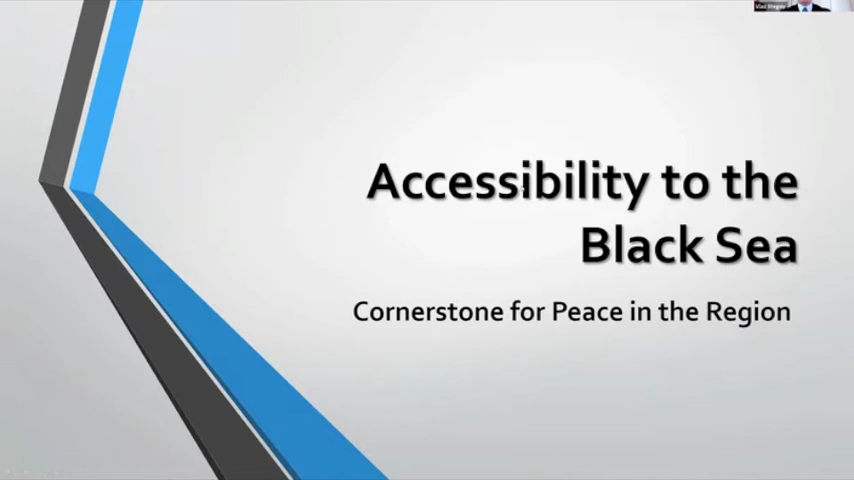 Accessibility to the
Black Sea
Cornerstone for Peace in the Region